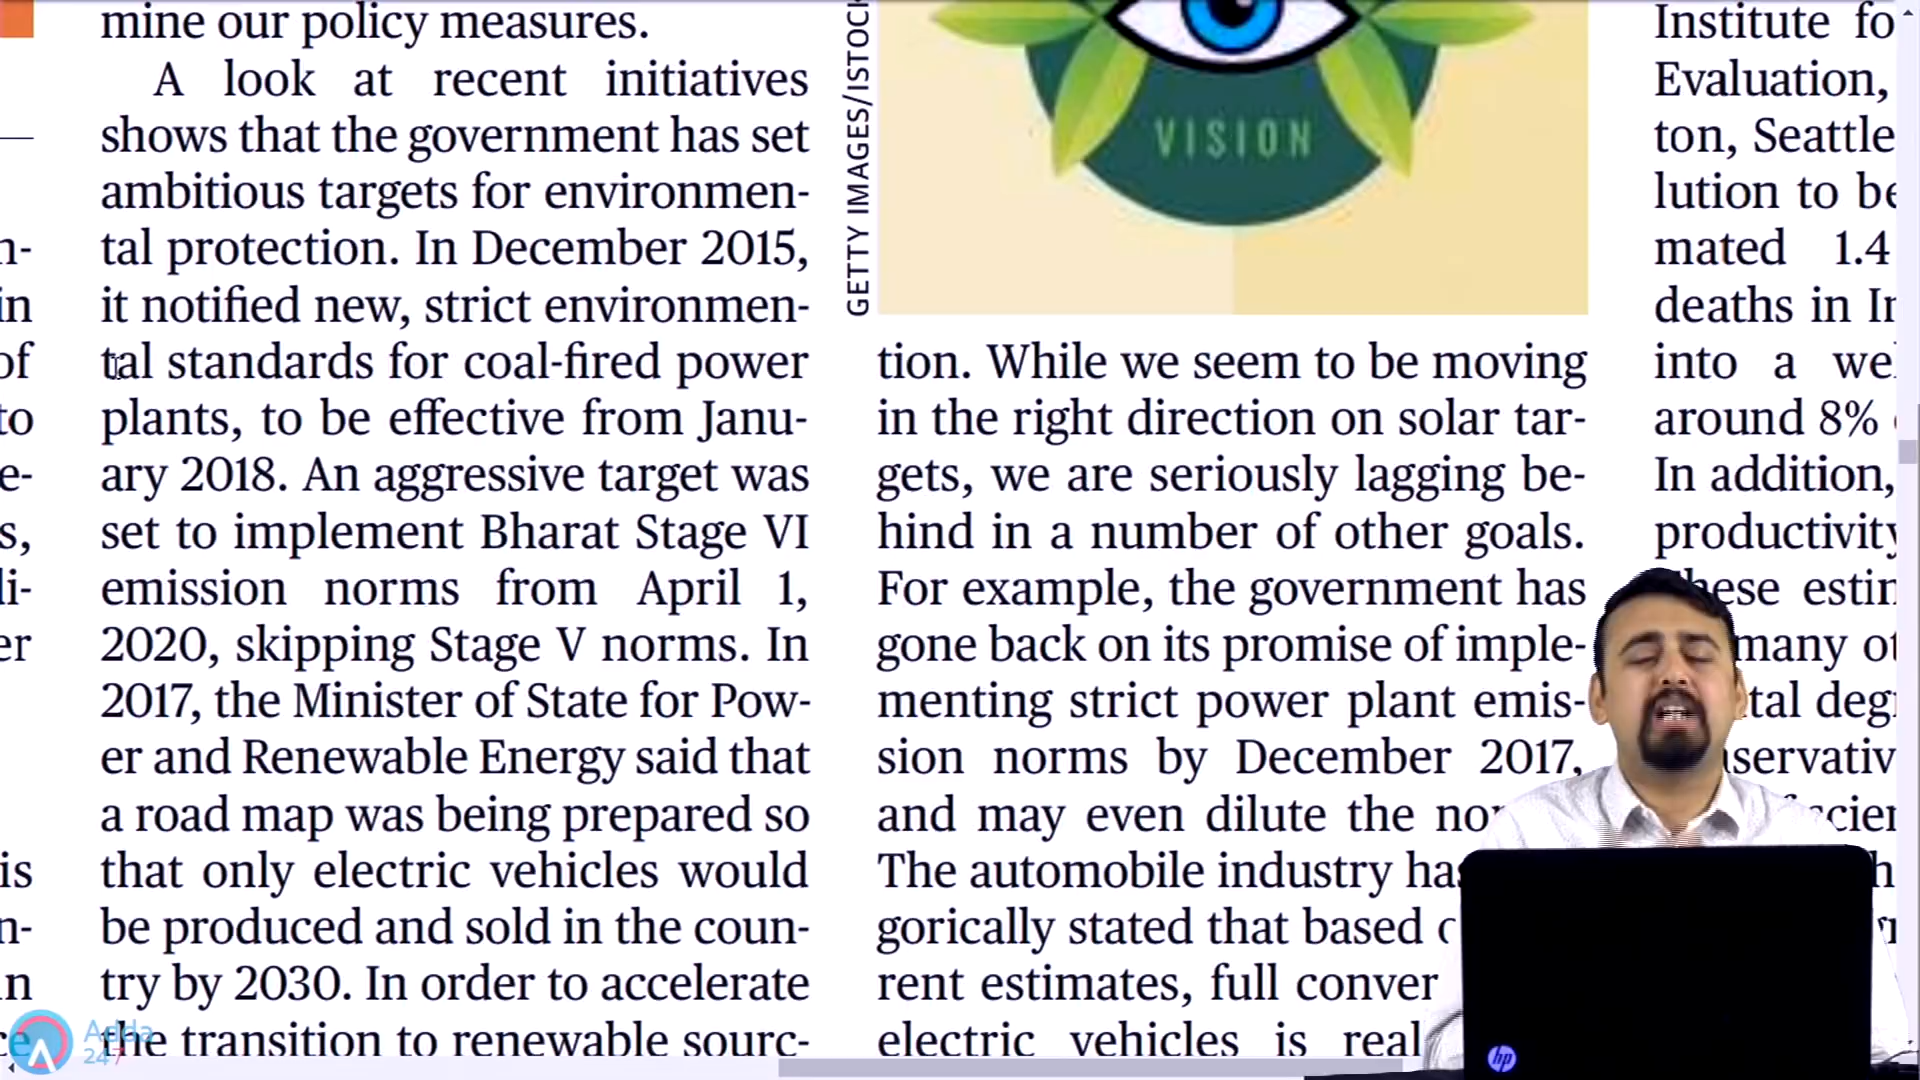 mine our policy measures.
A look at recent initiatives
shows that the government has set
ambitious targets for environmen-
tal protection. In December 2015,
it notified new, strict environmen-
tal standards for coal-fired power
plants, to be effective from Janu-
ary 2018. An aggressive target was
set to implement Bharat Stage VI
emission norms from April 1,
2020, skipping Stage V norms. In
2017, the Minister of State for Pow-
er and Renewable Energy said that
a road map was being prepared so
that only electric vehicles would
be produced and sold in the coun-
try by 2030. In order to accelerate
the transition to renewable sourc-
GETTY IMAGES/ISTOCK
VISION
tion. While we seem to be moving
in the right direction on solar tar-
gets, we are seriously lagging be-
hind in a number of other goals.
For example, the government has
gone back on its promise of imple-
menting strict power plant emis-
sion norms by December 2017,
and may even dilute the
The automobile industry
gorically stated that based
rent estimates, full
electric vehicles is
Institute
Evaluation,
ton, Seattle
lution to
mated 1.4
deaths in
into a
around 8%
In addition,
productivity
many
Adda
247
hp